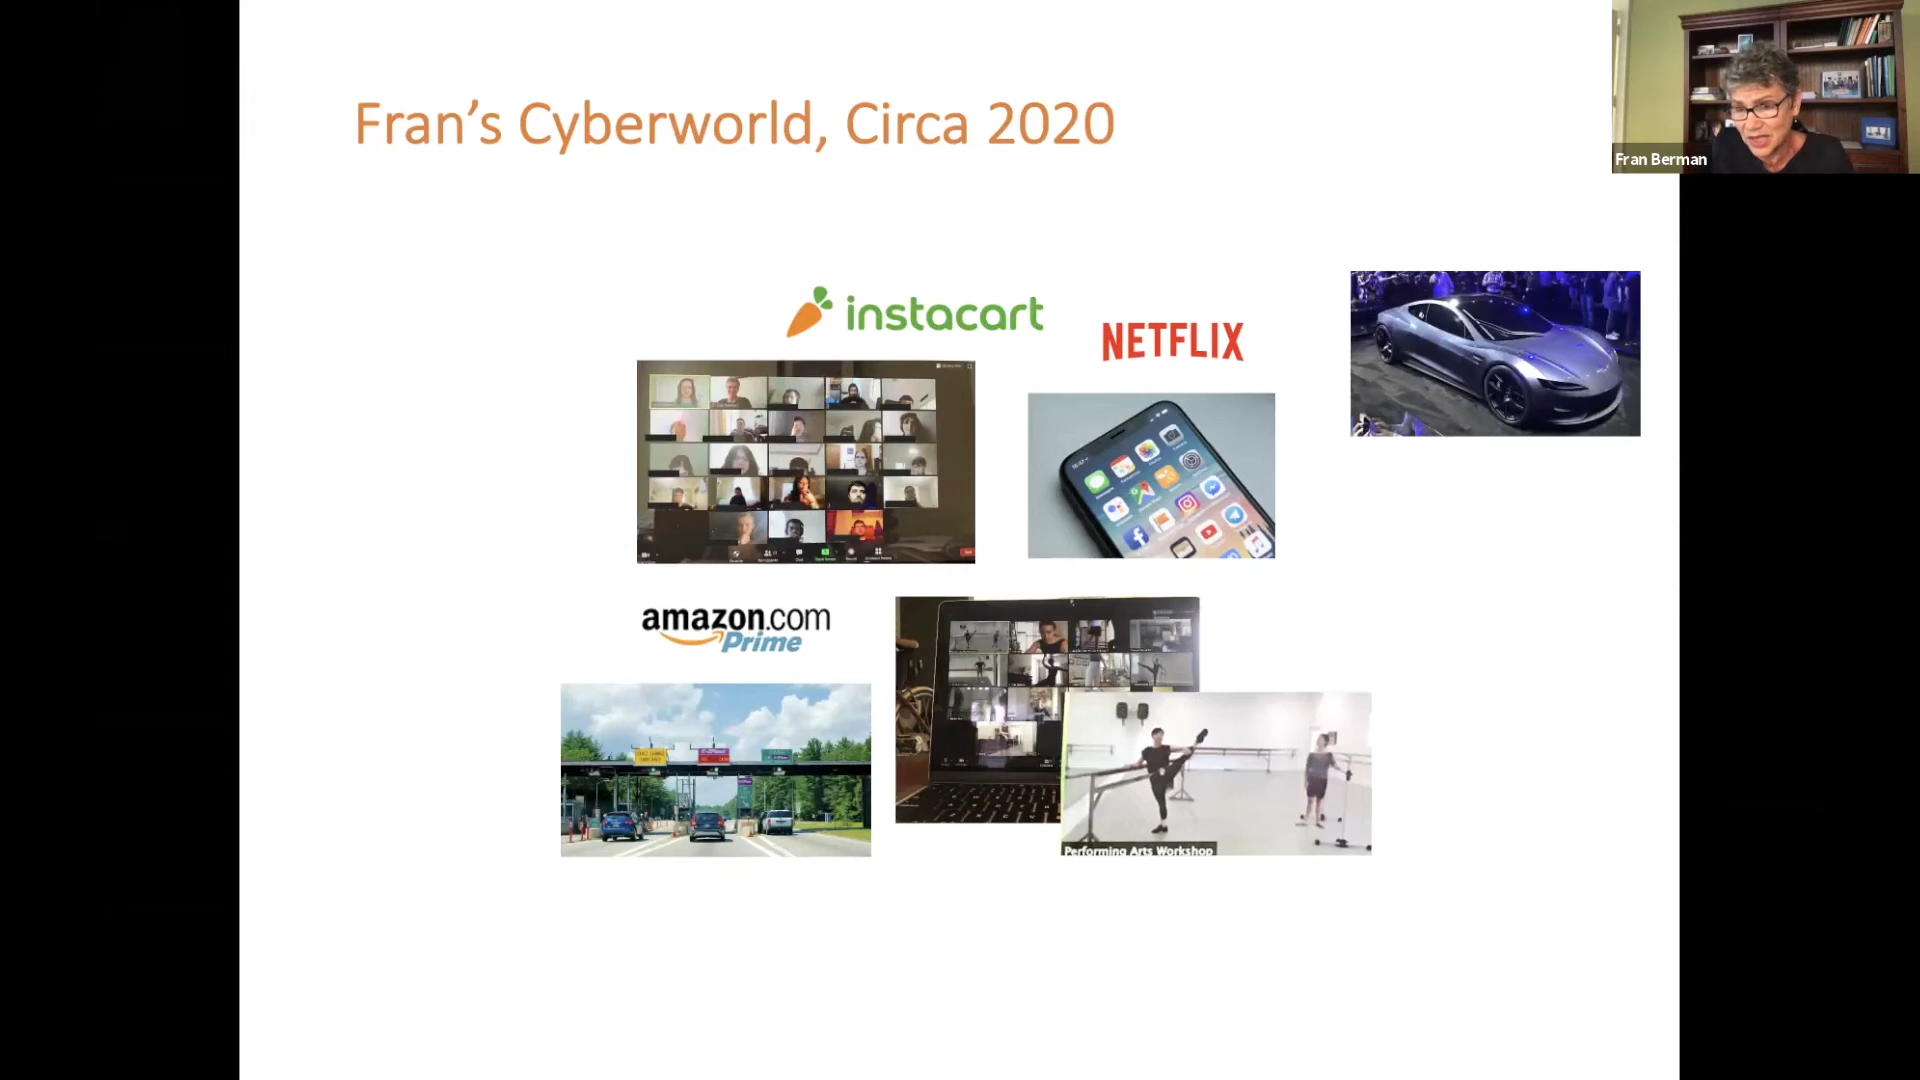 Fran's Cyberworld, Circa 2020
Fran Berman
instacart
NETFLIX
amazon.com
Prime
Performing Arts Workshop